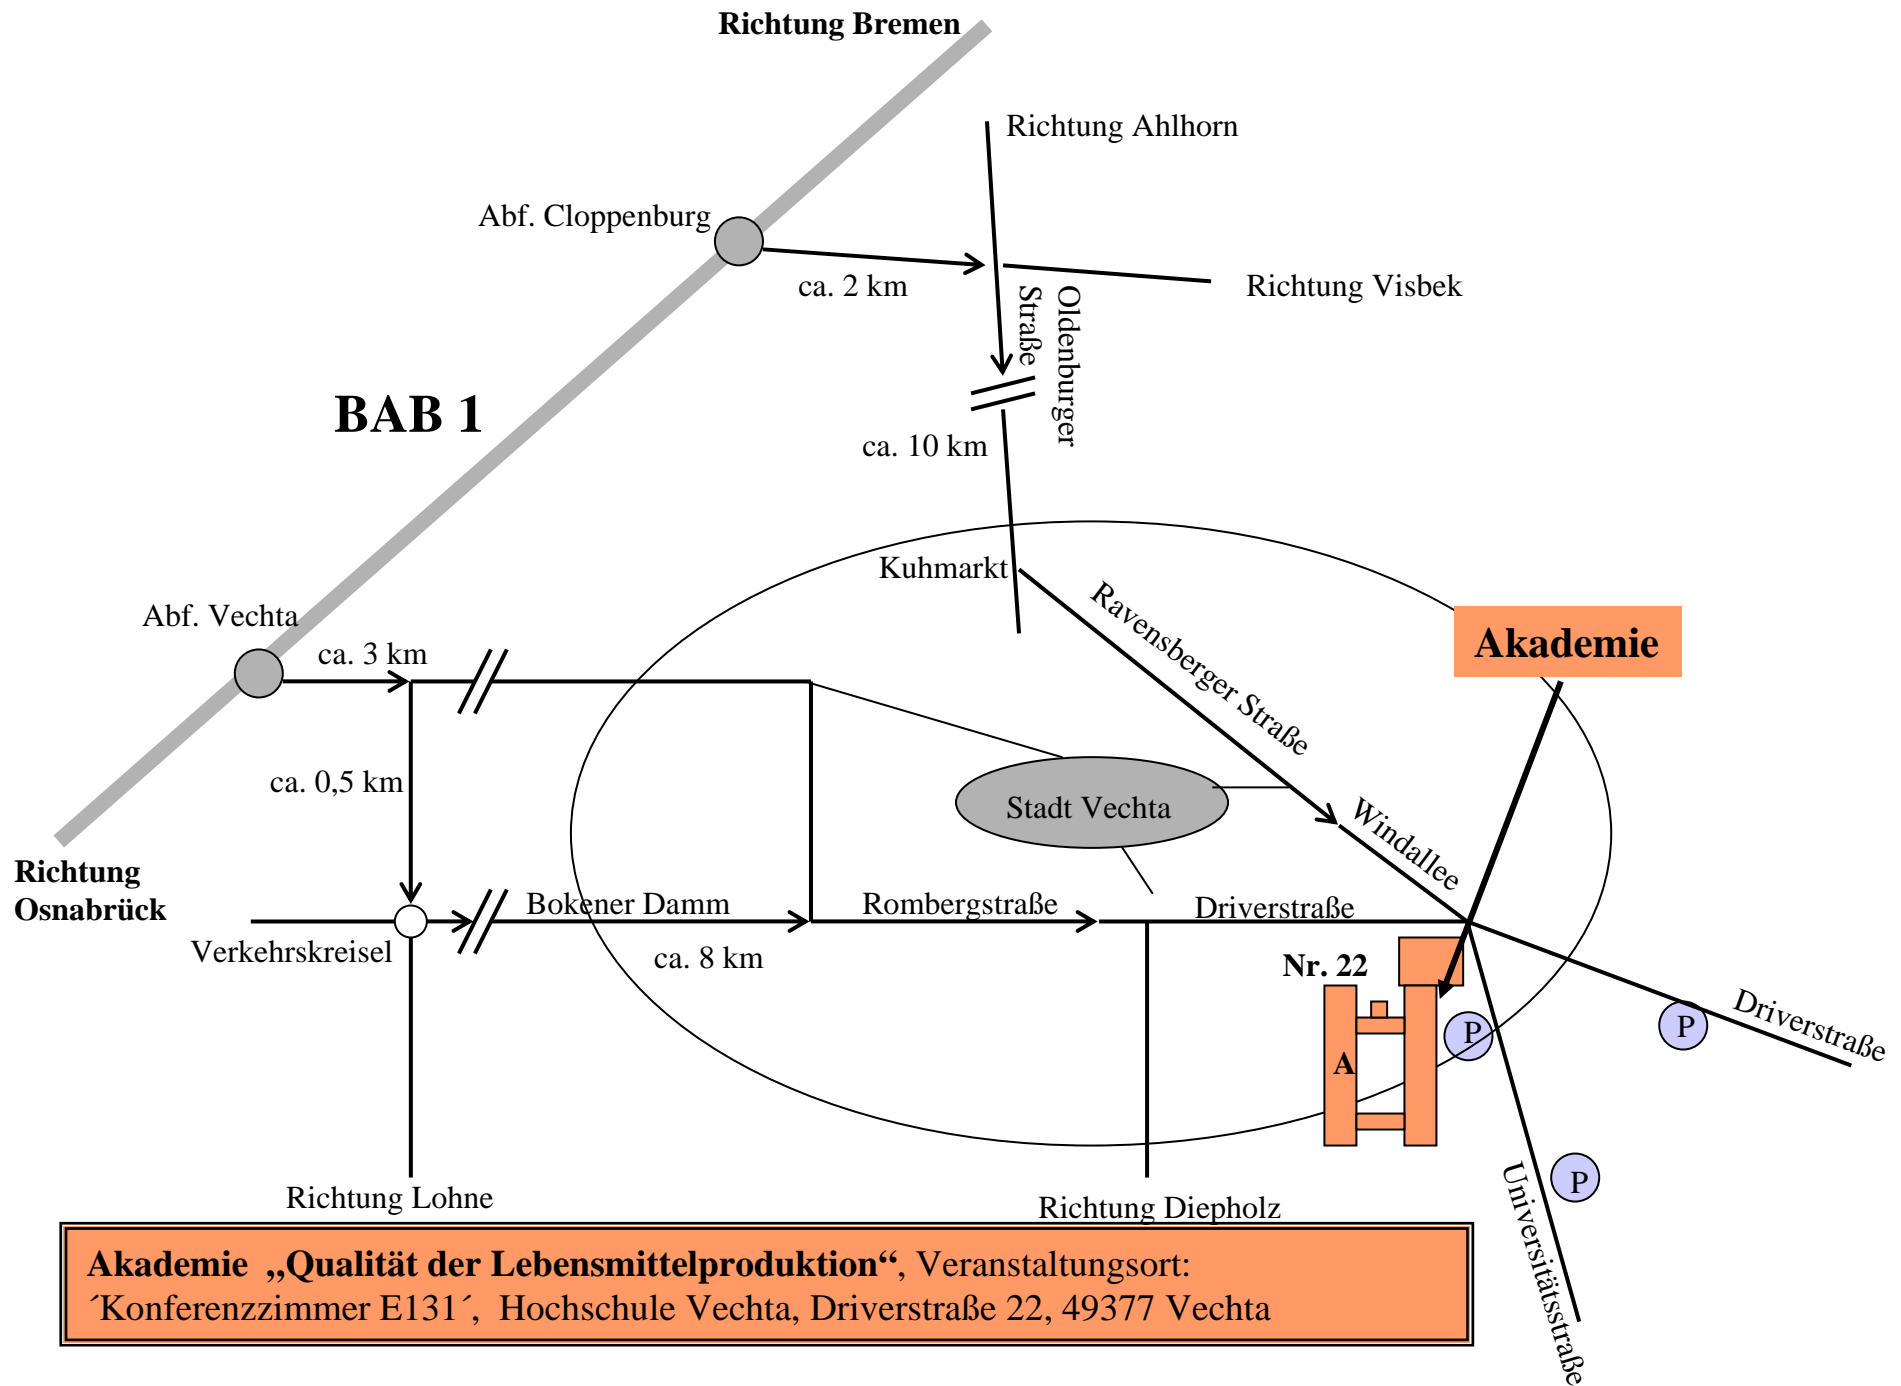 Richtung Bremen
Richtung Ahlhorn
Abf. Cloppenburg
ca. 2 km
Richtung Visbek
Oldenburger
Straße
BAB 1
ca. 10 km
Kuhmarkt
Ravensberger Straße
Abf. Vechta
Akademie
ca. 3 km
ca. 0,5 km
Stadt Vechta
Windallee
Richtung
Osnabrück
Bokener Damm
Rombergstraße
Driverstraße
Verkehrskreisel
ca. 8 km
Nr. 22
P
P
Driverstraße
A
P
Universitätsstraße
Richtung Lohne
Richtung Diepholz
Akademie „Qualität der Lebensmittelproduktion“, Veranstaltungsort:
´Konferenzzimmer E131´, Hochschule Vechta, Driverstraße 22, 49377 Vechta